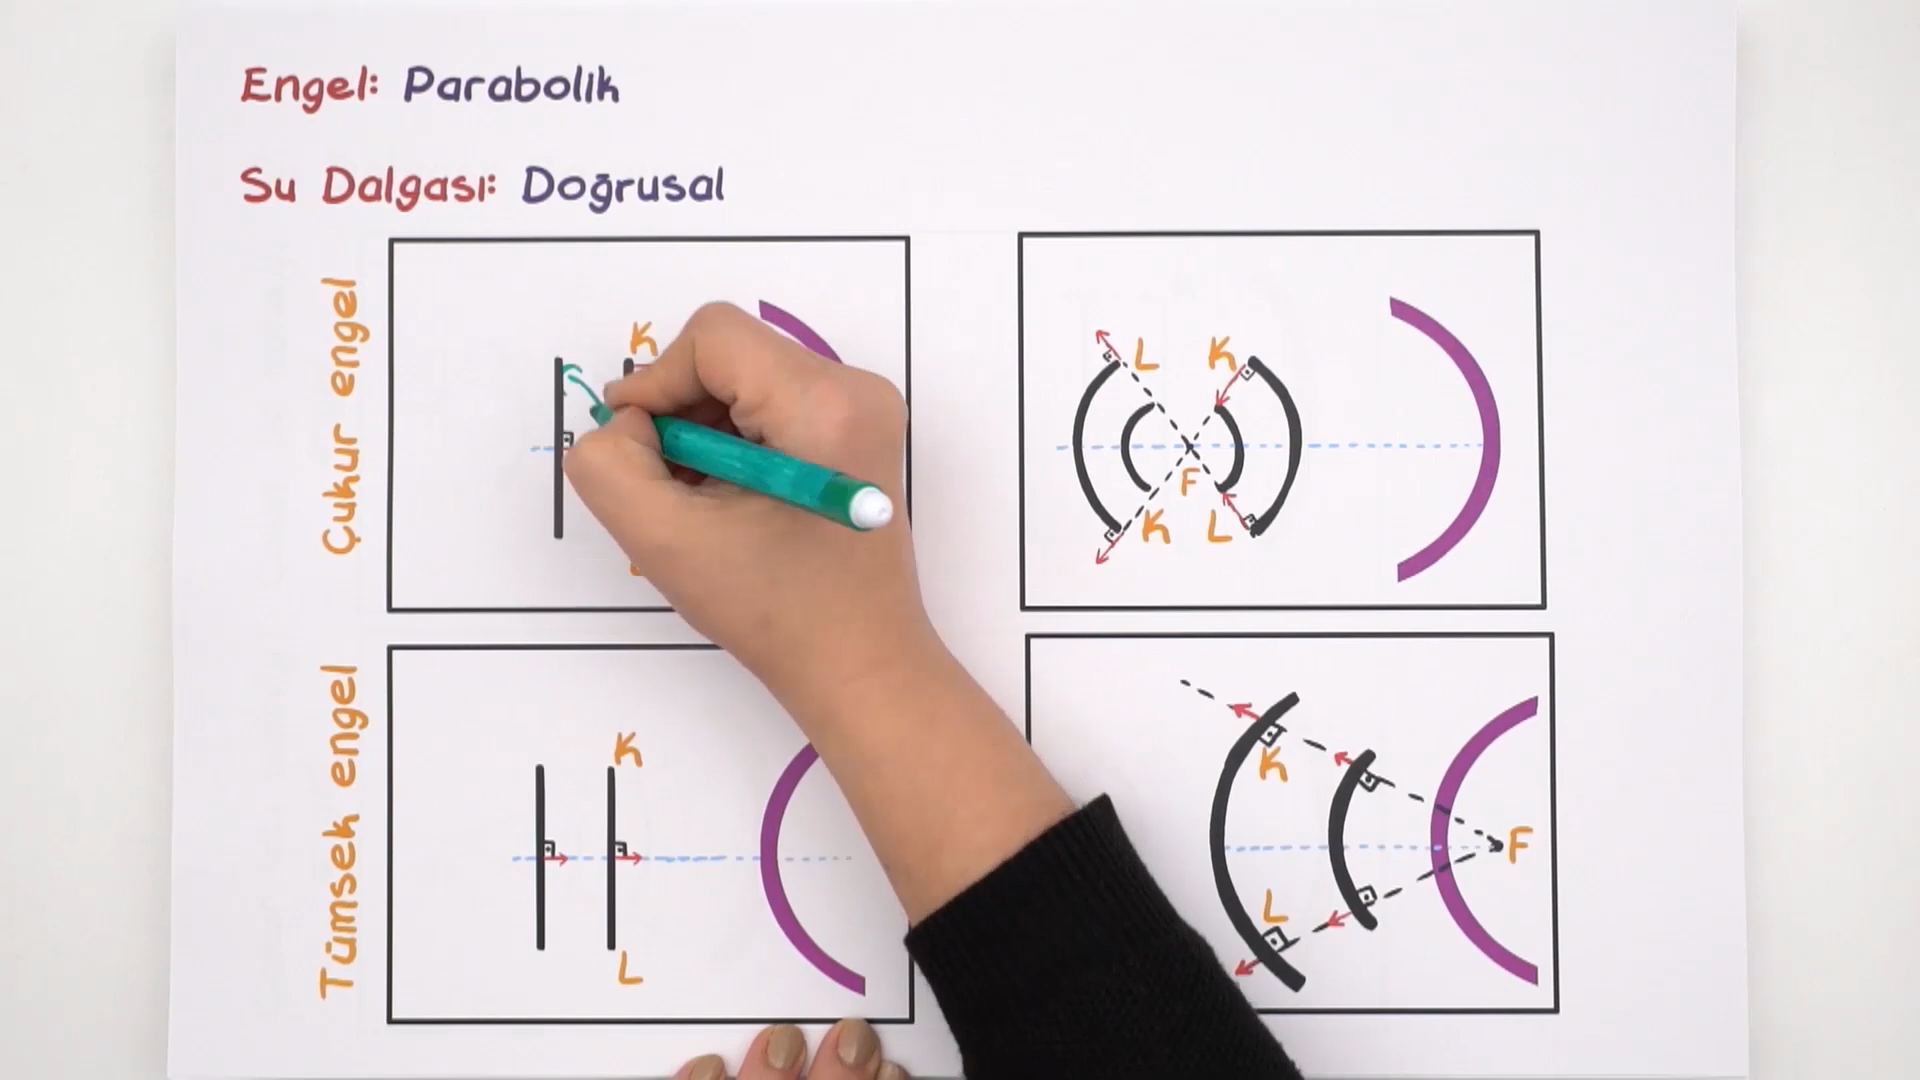 Engel: Parabolik
Su Dalgası: Doğrusal
Çukur engel
K
L
K
F
K
L
Tümsek engel
K
L
K
F
L